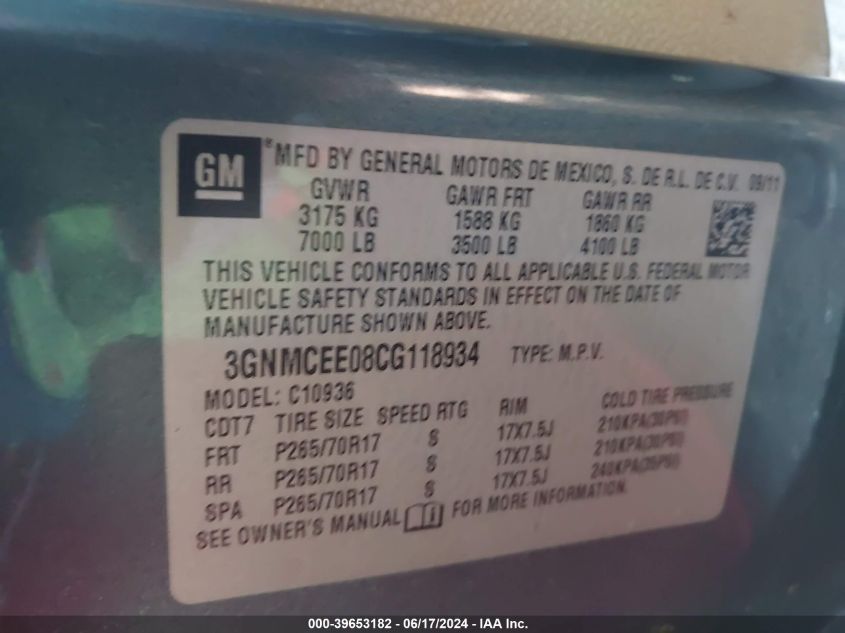 GM
® MFD BY GENERAL MOTORS DE MEXICO, S. DE R.L. DE C.V. 09/11
GVWR GAWR FRT GAWR RR
3175 KG 1588 KG 1860 KG
7000 LB 3500 LB 4100 LB
THIS VEHICLE CONFORMS TO ALL APPLICABLE U.S. FEDERAL MOTOR
VEHICLE SAFETY STANDARDS IN EFFECT ON THE DATE OF
MANUFACTURE SHOWN ABOVE.
3GNMCEE08CG118934 TYPE: M.P.V.
MODEL: C10936
CDT7 TIRE SIZE SPEED RTG RIM COLD TIRE PRESSURE
FRT P265/70R17 S 17X7.5J 210KPA(30PSI)
RR P265/70R17 S 17X7.5J 210KPA(30PSI)
SPA P265/70R17 S 17X7.5J 240KPA(35PSI)
SEE OWNER'S MANUAL FOR MORE INFORMATION.
000-39653182 - 06/17/2024 - IAA Inc.